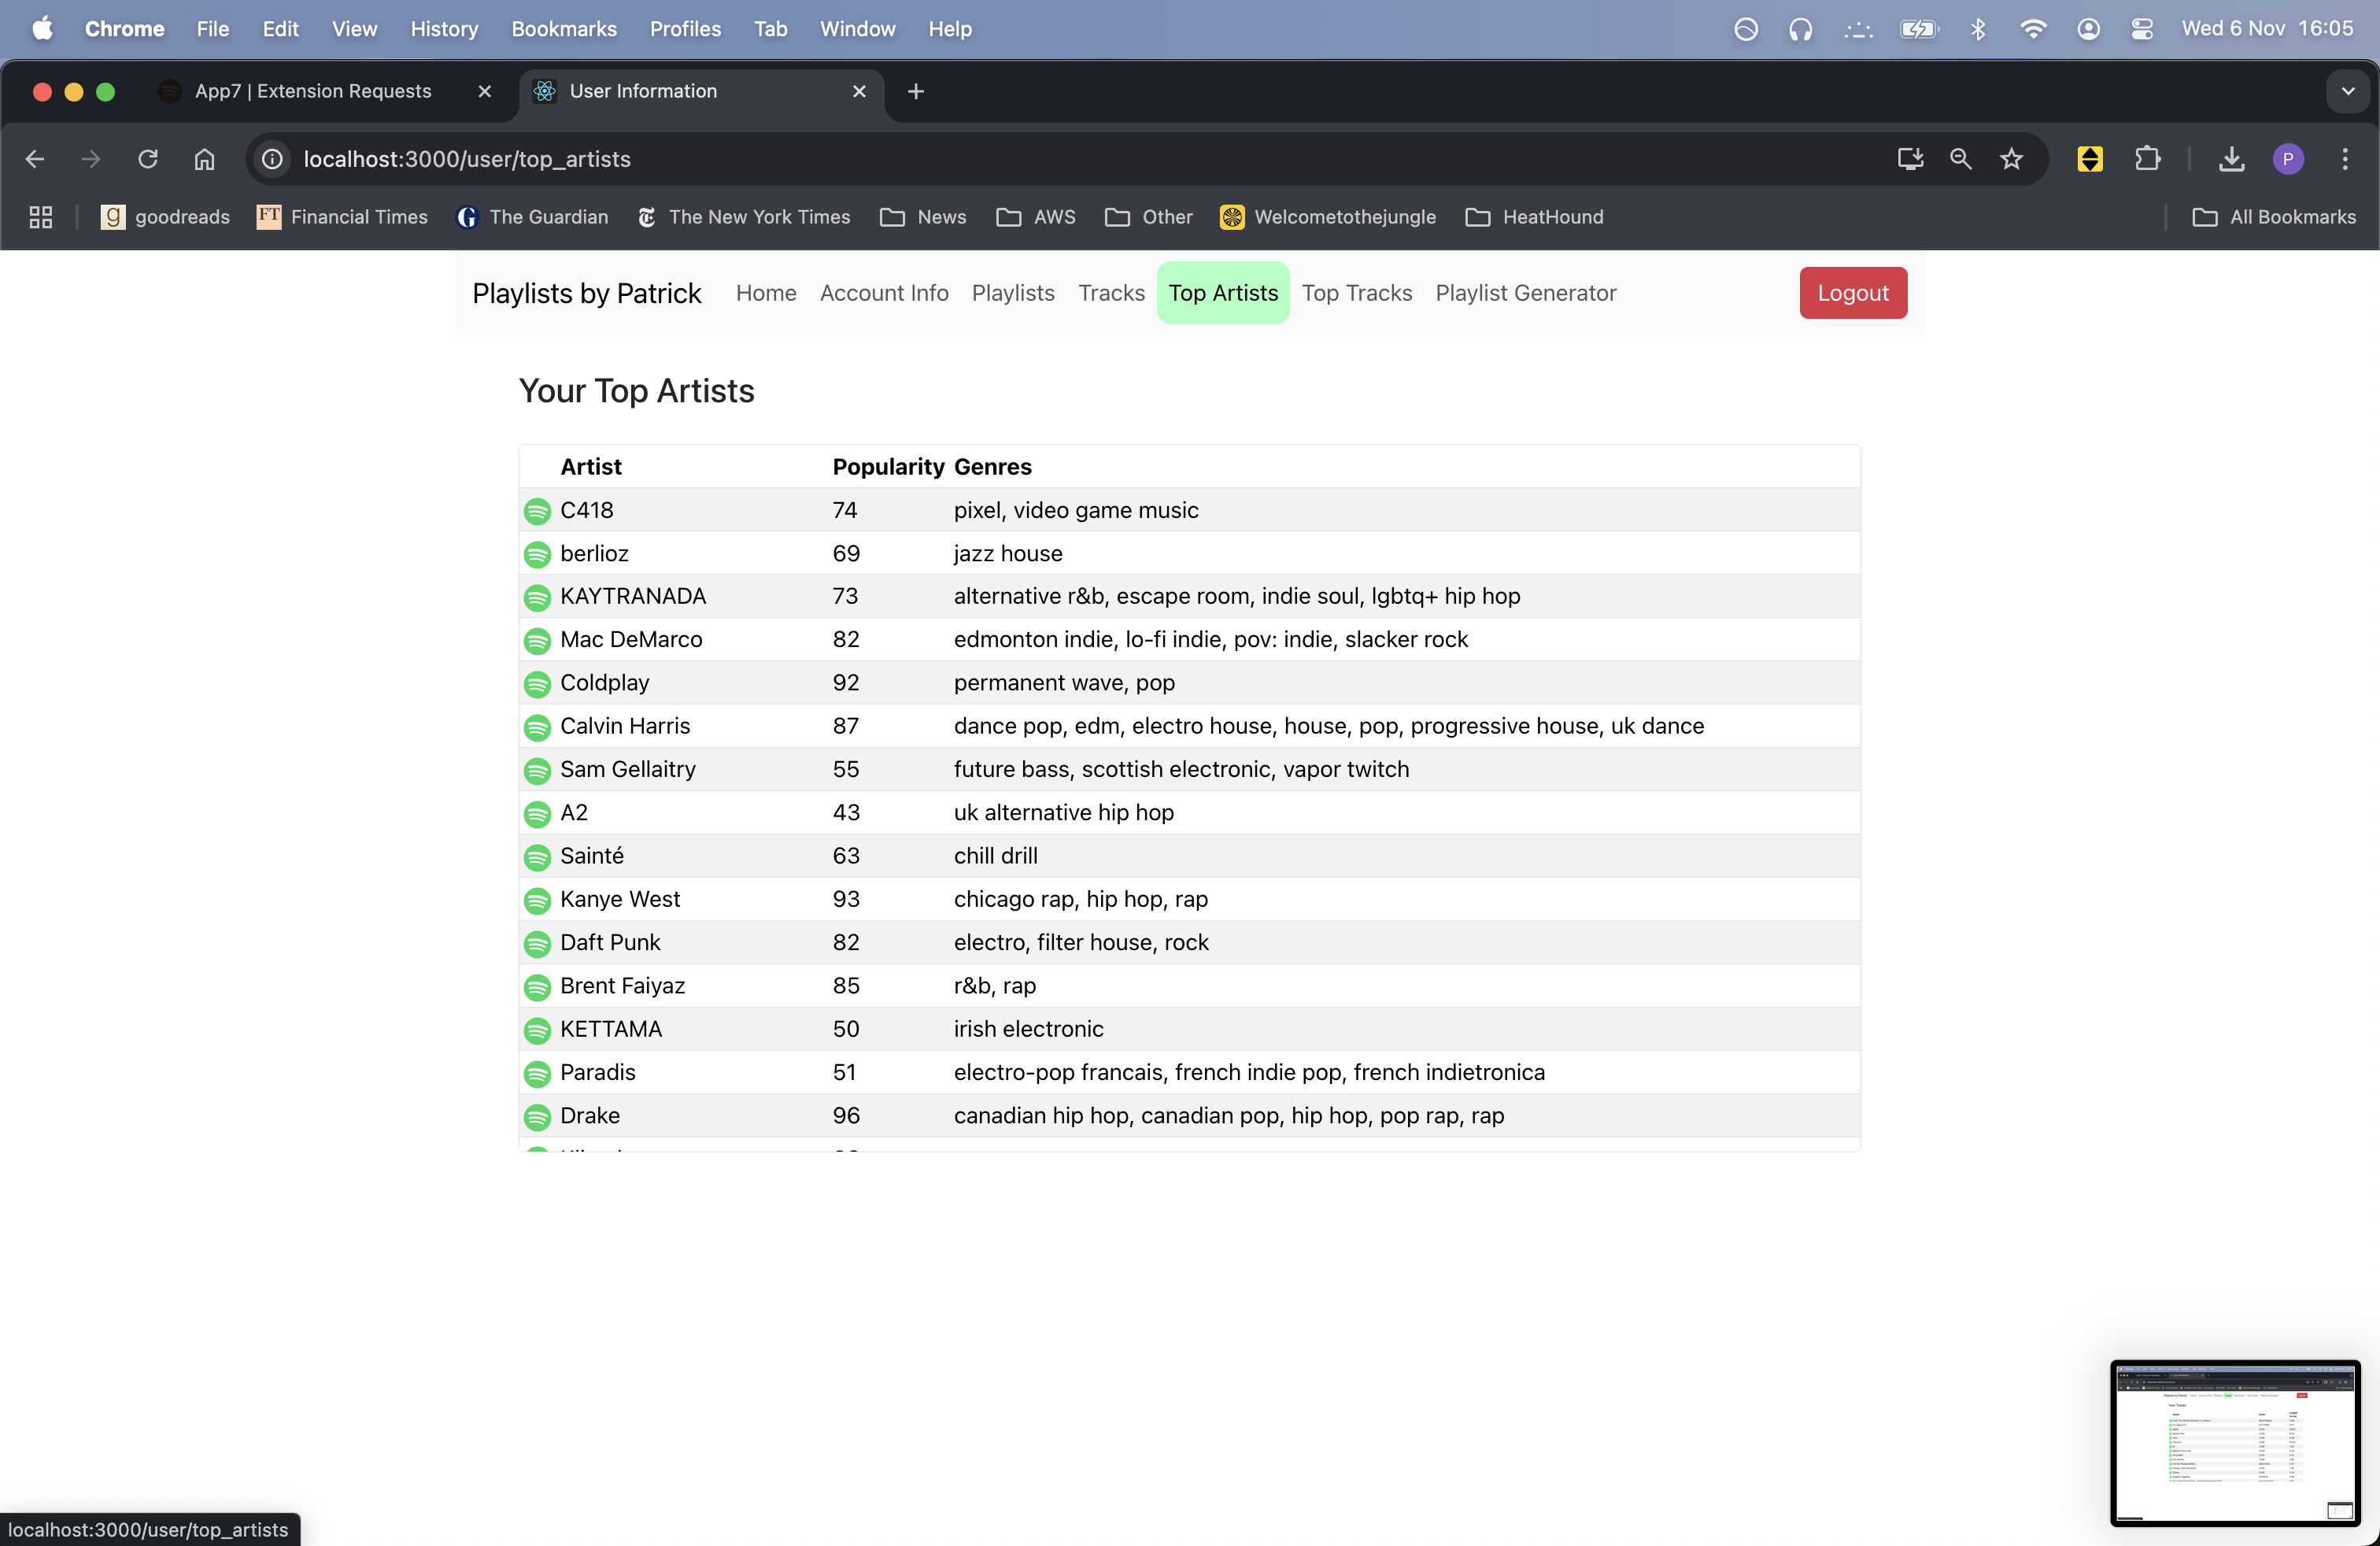 Chrome File Edit View History Bookmarks Profiles Tab Window Help Wed 6 Nov 16:05
App7 | Extension Requests User Information
localhost:3000/user/top_artists P
g goodreads FT Financial Times G The Guardian The New York Times News AWS Other Welcometothejungle HeatHound All Bookmarks
Playlists by Patrick Home Account Info Playlists Tracks Top Artists Top Tracks Playlist Generator Logout
Your Top Artists
Artist Popularity Genres
C418 74 pixel, video game music
berlioz 69 jazz house
KAYTRANADA 73 alternative r&b, escape room, indie soul, lgbtq+ hip hop
Mac DeMarco 82 edmonton indie, lo-fi indie, pov: indie, slacker rock
Coldplay 92 permanent wave, pop
Calvin Harris 87 dance pop, edm, electro house, house, pop, progressive house, uk dance
Sam Gellaitry 55 future bass, scottish electronic, vapor twitch
A2 43 uk alternative hip hop
Sainté 63 chill drill
Kanye West 93 chicago rap, hip hop, rap
Daft Punk 82 electro, filter house, rock
Brent Faiyaz 85 r&b, rap
KETTAMA 50 irish electronic
Paradis 51 electro-pop francais, french indie pop, french indietronica
Drake 96 canadian hip hop, canadian pop, hip hop, pop rap, rap
localhost:3000/user/top_artists